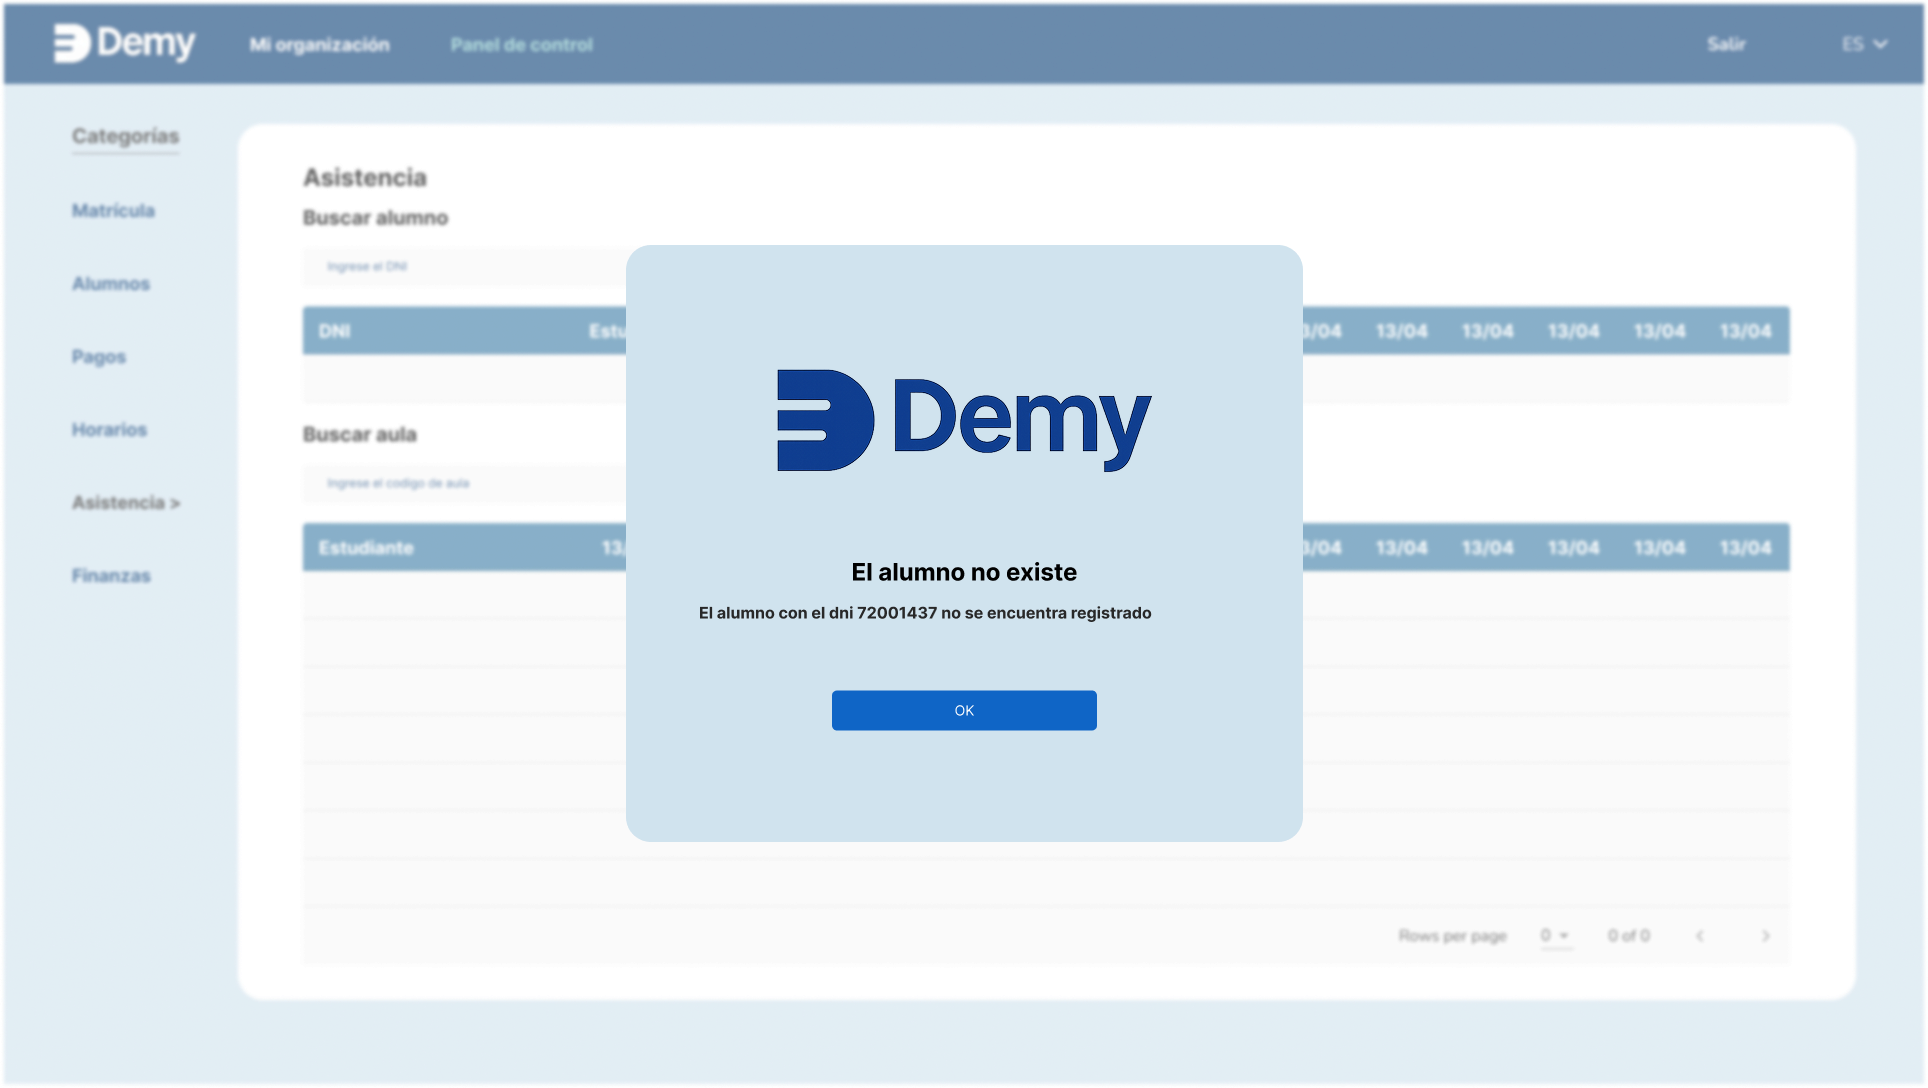 Demy Mi organización Panel de control Salir ES
Categorías
Matrícula
Alumnos
Pagos
Horarios
Asistencia >
Finanzas
Asistencia
Buscar alumno
Ingrese el DNI
DNI Estu 3/04 13/04 13/04 13/04 13/04 13/04
Buscar aula
Ingrese el codigo de aula
Estudiante 13/ 3/04 13/04 13/04 13/04 13/04 13/04
Rows per page 0 0 of 0
Demy
El alumno no existe
El alumno con el dni 72001437 no se encuentra registrado
OK